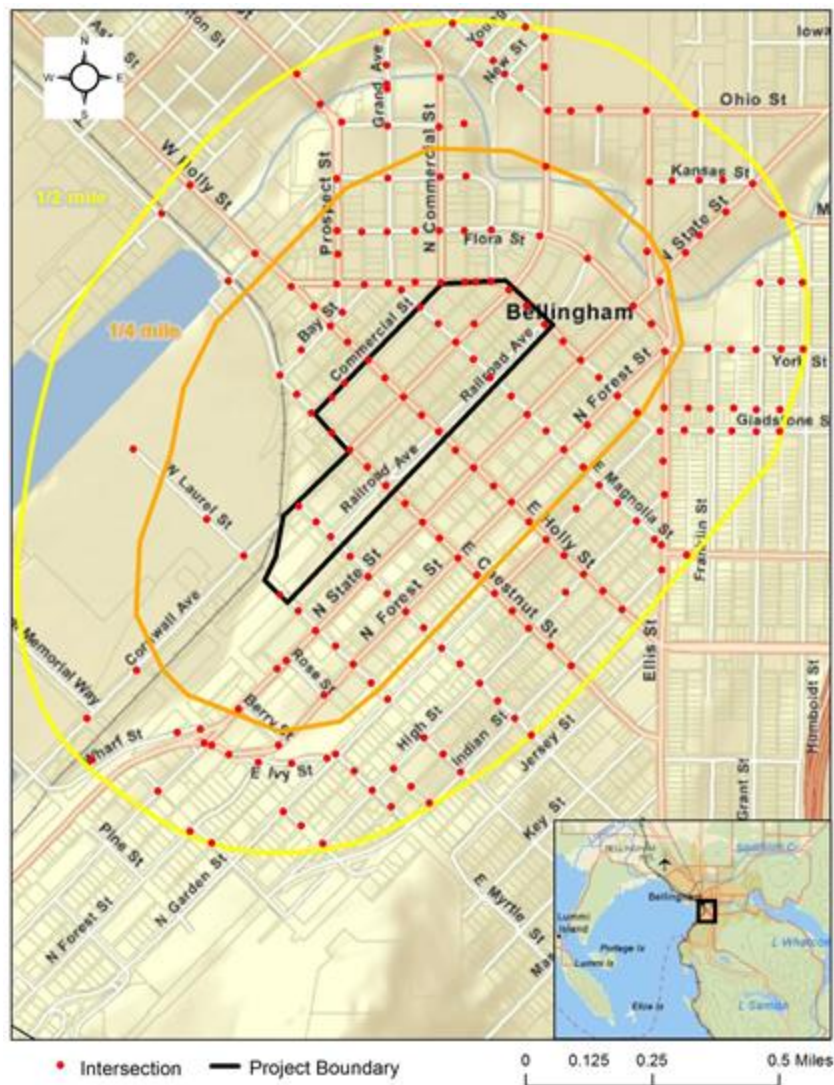 N
W
E
S
Grand Ave
New St
Iowa
Ohio St
W Holly St
Prospect St
N Commercial St
Kansas St
N State St
1/2 mile
Flora St
Bay St
Commercial St
Bellingham
1/4 mile
Railroad Ave
York St
N Forest St
Gladstone S
Railroad Ave
E Magnolia St
W Laurel St
E Holly St
Franklin St
N State St
E Chestnut St
N Forest St
Cornwall Ave
Memorial Way
Rose St
Ellis St
Humboldt St
Berry St
Wharf St
High St
Indian St
Jersey St
E Ivy St
Grant St
Key St
Pine St
N Garden St
E Myrtle St
N Forest St
Mas
Bellingham
Lummi
Island
Portage Is
Lummi Is
Eliza Is
L Whatcom
L Samish
Intersection
Project Boundary
0
0.125
0.25
0.5 Miles